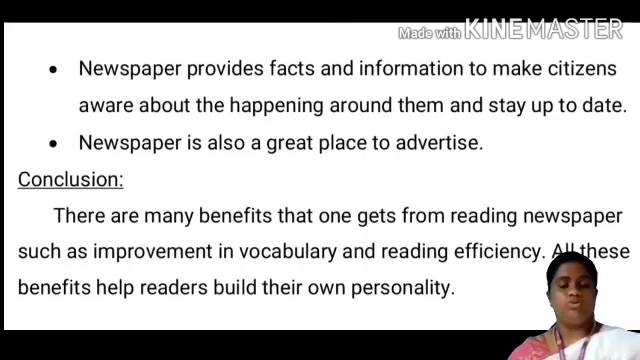 Made with KINEMASTER
• Newspaper provides facts and information to make citizens
aware about the happening around them and stay up to date.
• Newspaper is also a great place to advertise.
Conclusion:
There are many benefits that one gets from reading newspaper
such as improvement in vocabulary and reading efficiency. All these
benefits help readers build their own personality.